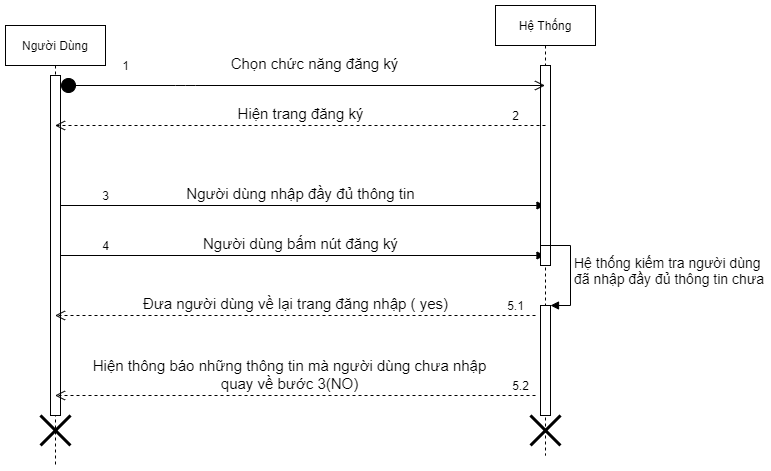 Người Dùng
Hệ Thống
1
Chọn chức năng đăng ký
Hiện trang đăng ký
2
3
Người dùng nhập đầy đủ thông tin
4
Người dùng bấm nút đăng ký
Hệ thống kiểm tra người dùng
đã nhập đầy đủ thông tin chưa
Đưa người dùng về lại trang đăng nhập ( yes)
5.1
Hiện thông báo những thông tin mà người dùng chưa nhập
quay về bước 3(NO)
5.2